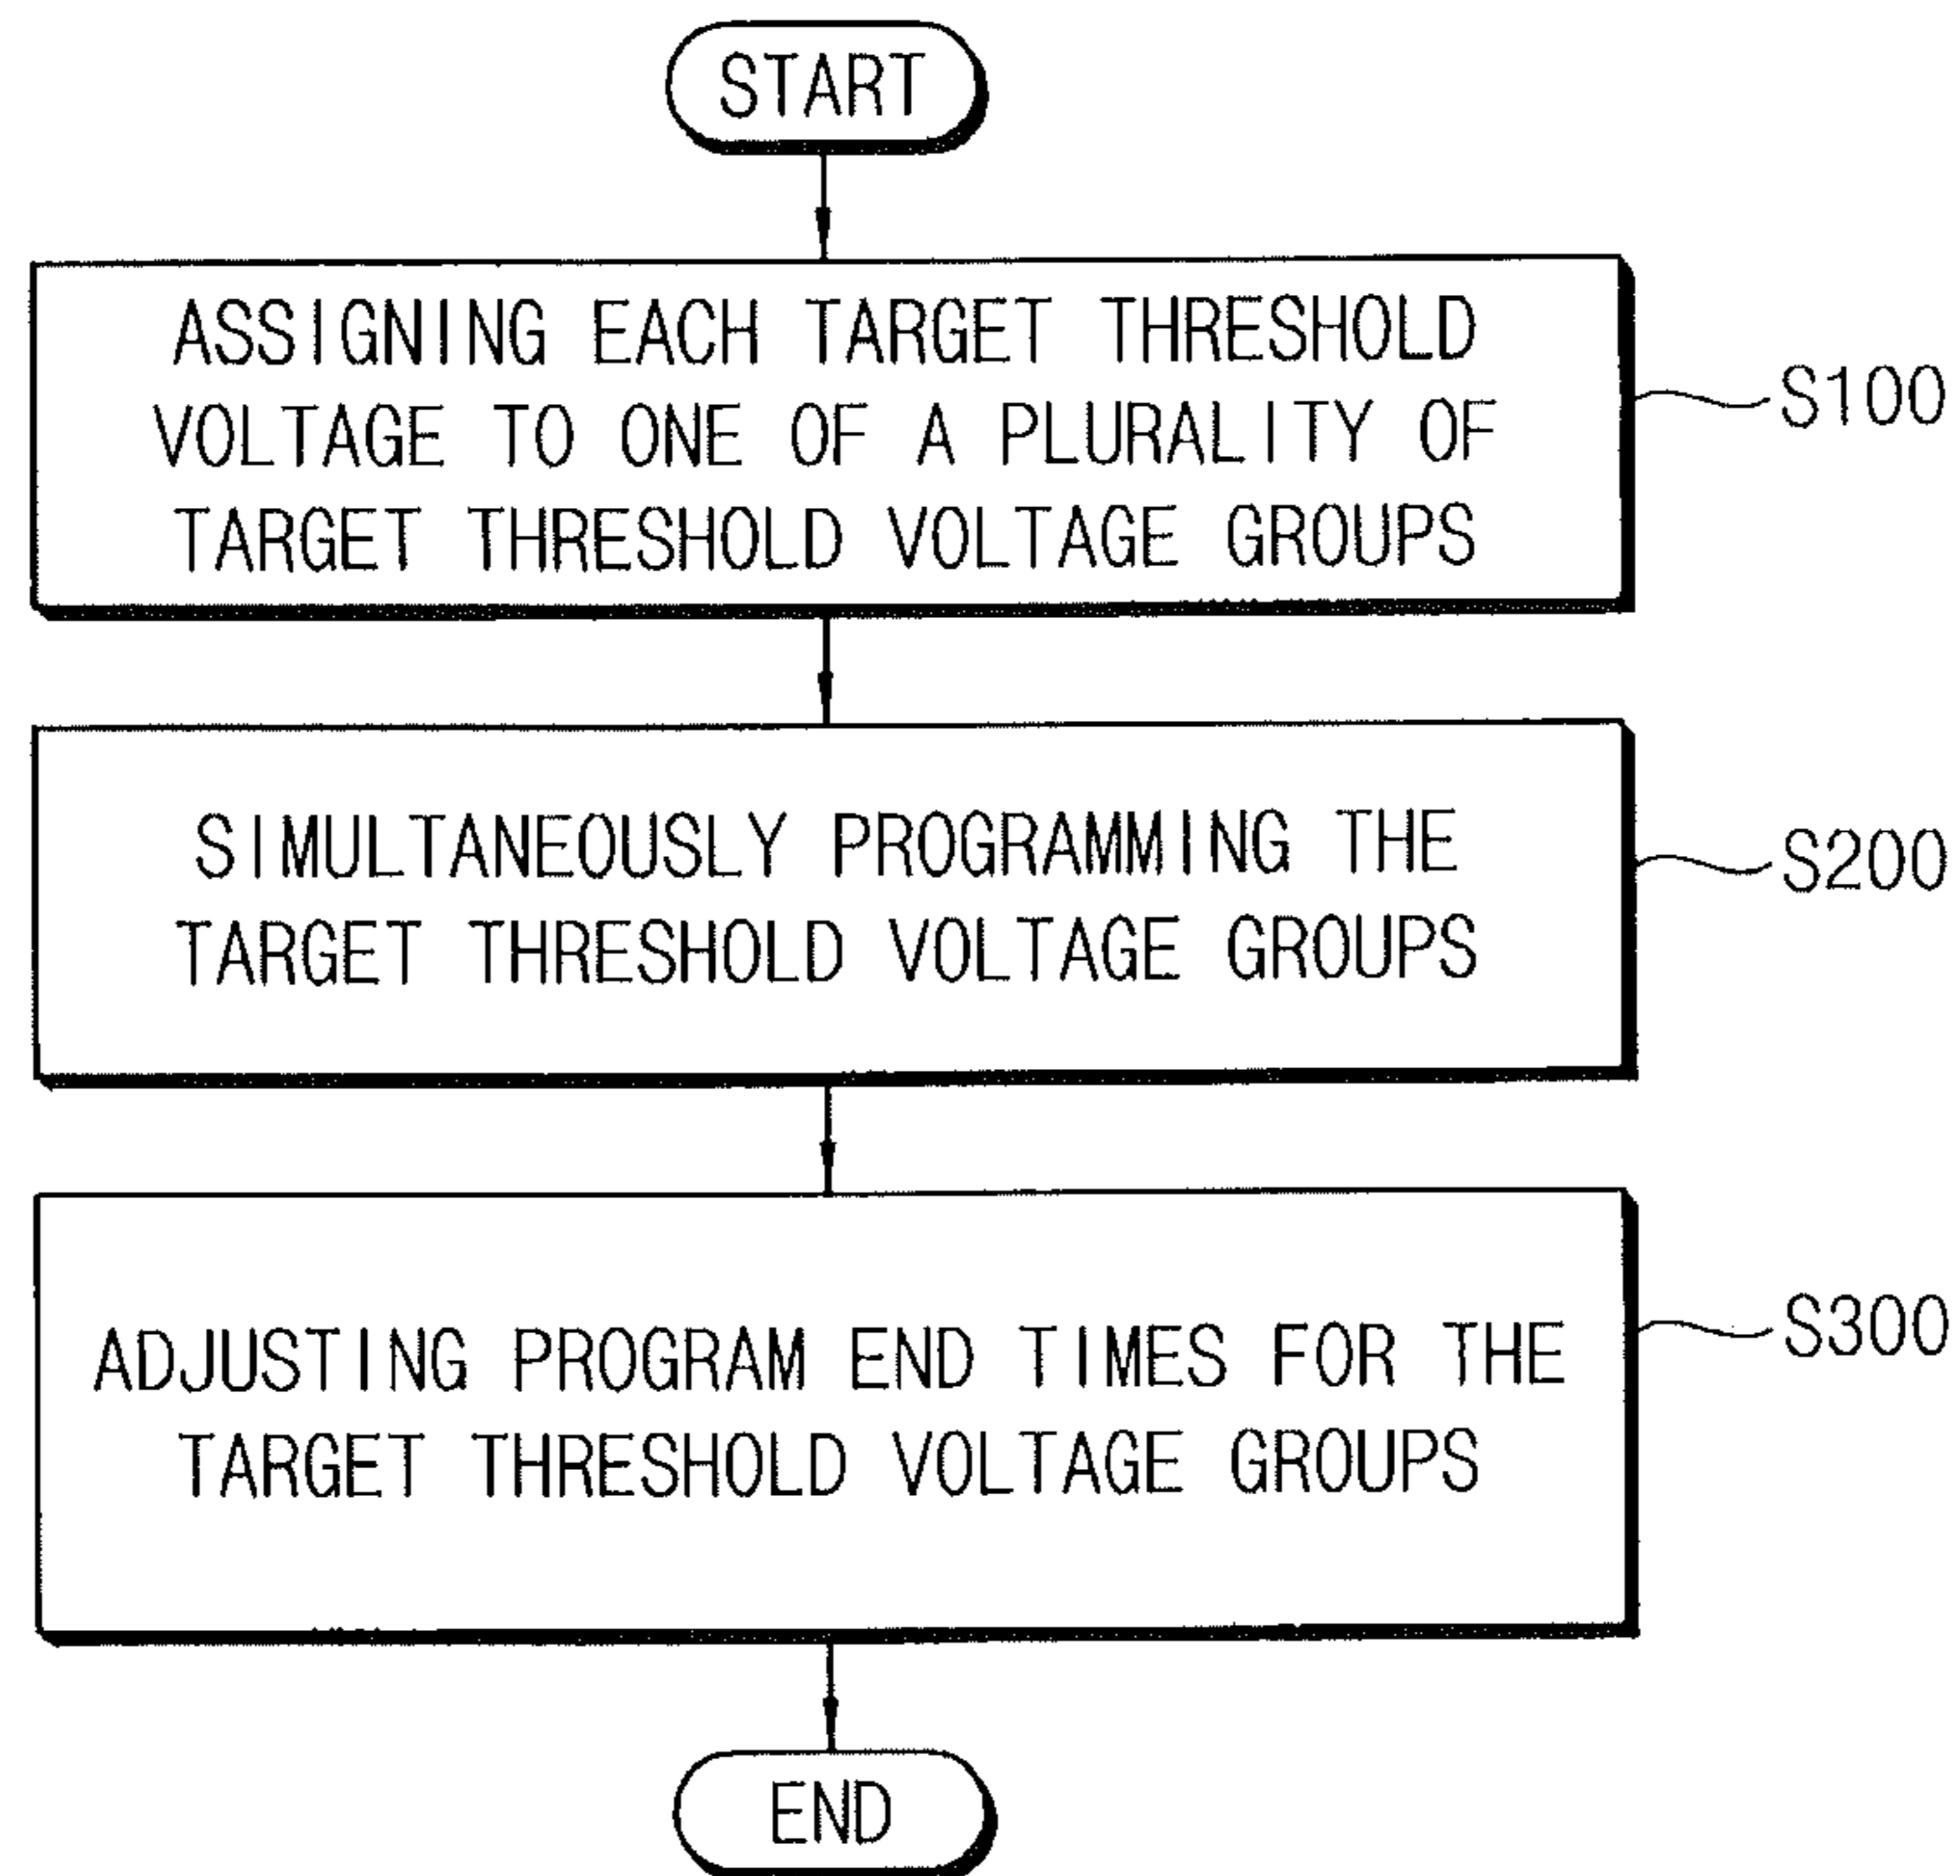 START
ASSIGNING EACH TARGET THRESHOLD
VOLTAGE TO ONE OF A PLURALITY OF
TARGET THRESHOLD VOLTAGE GROUPS
S100
SIMULTANEOUSLY PROGRAMMING THE
TARGET THRESHOLD VOLTAGE GROUPS
S200
ADJUSTING PROGRAM END TIMES FOR THE
TARGET THRESHOLD VOLTAGE GROUPS
S300
END